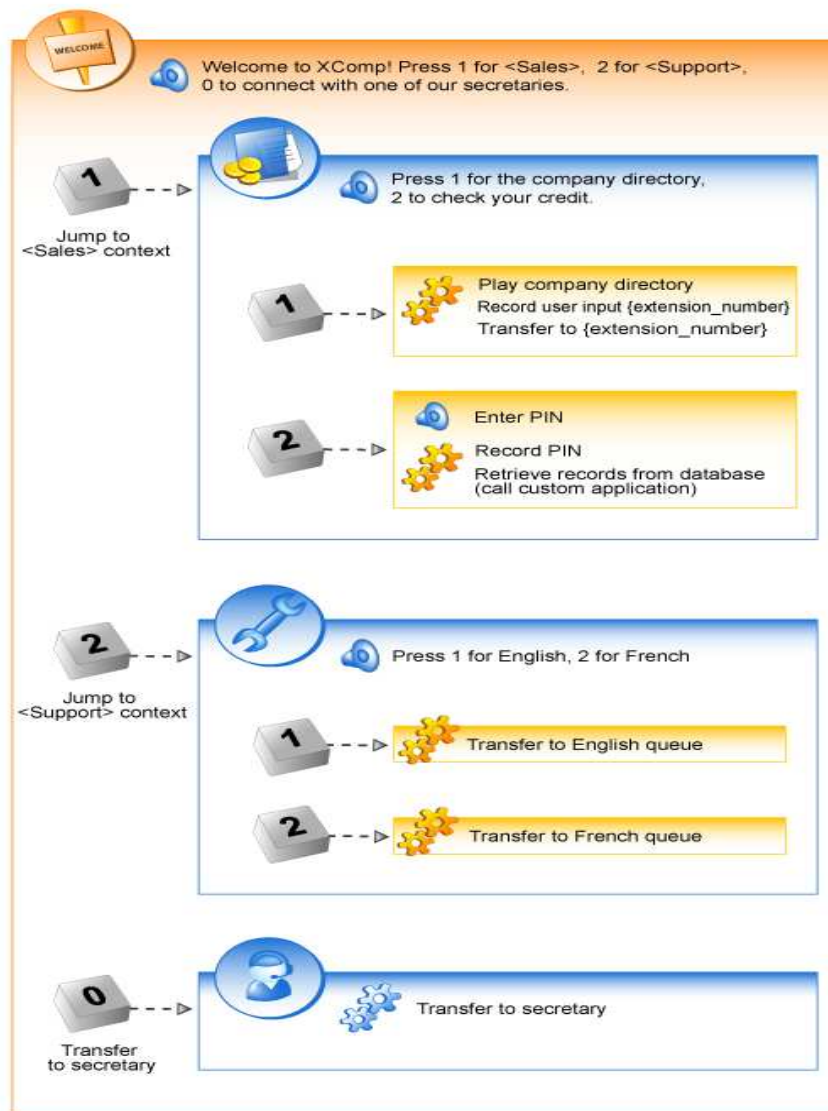 WELCOME
Welcome to XComp! Press 1 for <Sales>, 2 for <Support>,
0 to connect with one of our secretaries.
1
Jump to
<Sales> context
Press 1 for the company directory,
2 to check your credit.
1
Play company directory
Record user input {extension_number}
Transfer to {extension_number}
2
Enter PIN
Record PIN
Retrieve records from database
(call custom application)
2
Jump to
<Support> context
Press 1 for English, 2 for French
1
Transfer to English queue
2
Transfer to French queue
0
Transfer
to secretary
Transfer to secretary